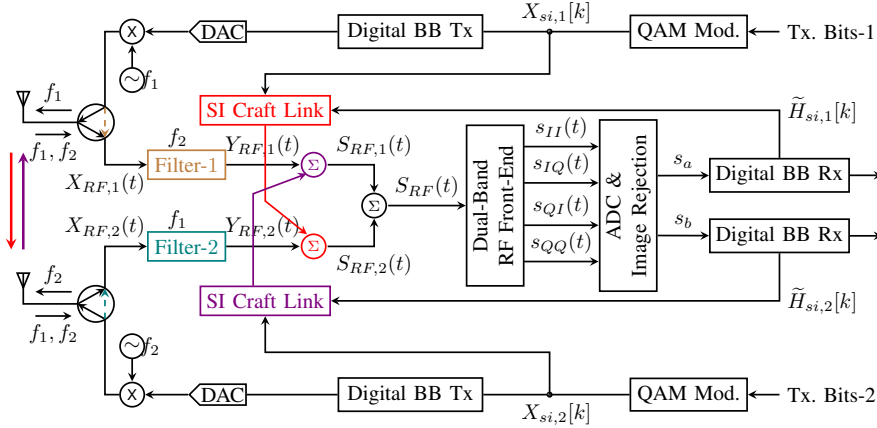 X_{si,1}[k]
X DAC Digital BB Tx QAM Mod. Tx. Bits-1
~ f_1
f_1
SI Craft Link
\widetilde{H}_{si,1}[k]
f_1, f_2
f_2 Y_{RF,1}(t) S_{RF,1}(t)
Filter-1 Σ
X_{RF,1}(t)
s_{II}(t)
s_{IQ}(t)
s_{QI}(t)
s_{QQ}(t)
Dual-Band
RF Front-End
ADC &
Image Rejection
s_a
Digital BB Rx
S_{RF}(t)
Σ
X_{RF,2}(t) f_1 Y_{RF,2}(t)
Filter-2 Σ
S_{RF,2}(t)
s_b
Digital BB Rx
f_2
SI Craft Link
\widetilde{H}_{si,2}[k]
f_1, f_2
~ f_2
X DAC Digital BB Tx QAM Mod. Tx. Bits-2
X_{si,2}[k]